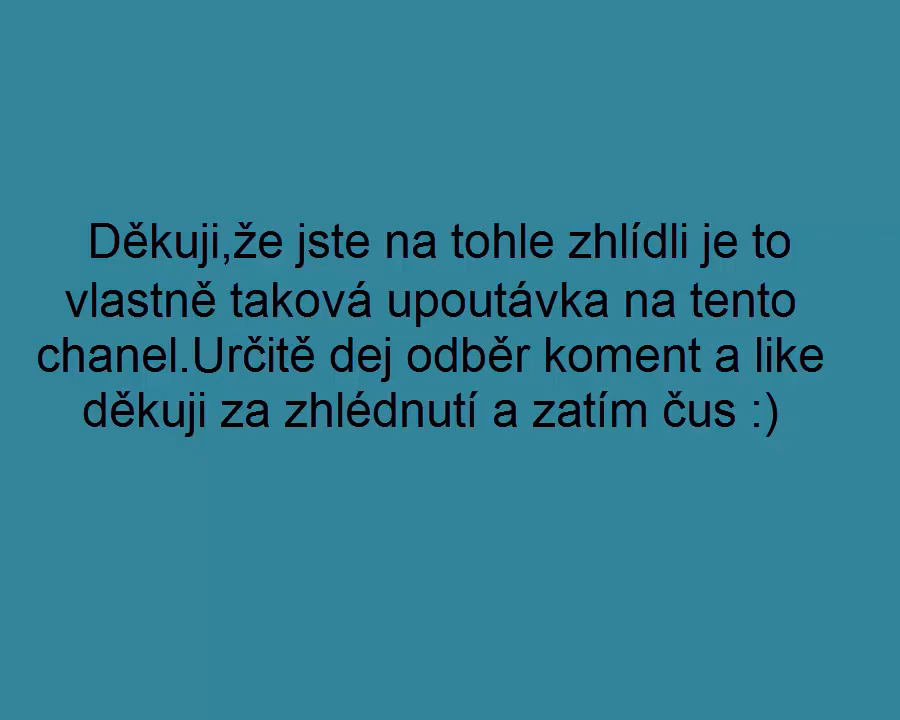 Děkuji,že jste na tohle zhlídli je to
vlastně taková upoutávka na tento
chanel.Určitě dej odběr koment a like
děkuji za zhlédnutí a zatím čus :)